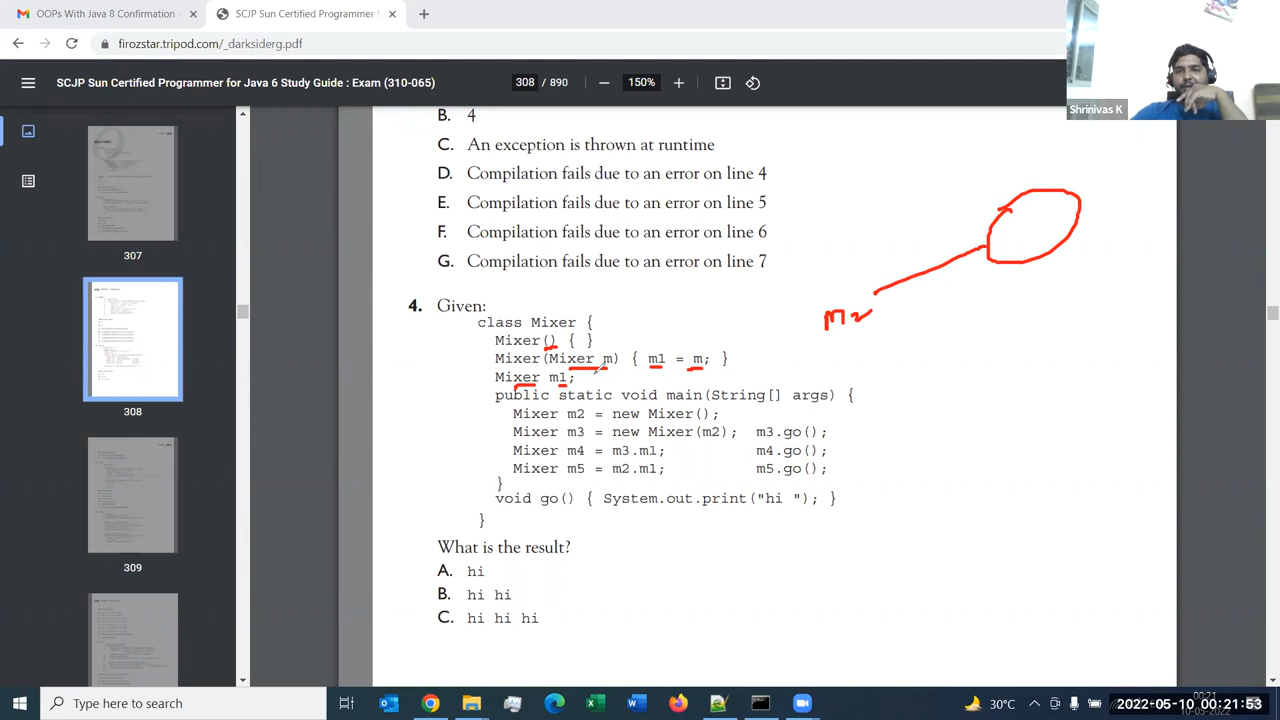 OOPs With Java 8 Confirmation -
SCJP Sun Certified Programmer f
firozstar.tripod.com/_darksiderg.pdf
SCJP Sun Certified Programmer for Java 6 Study Guide : Exam (310-065)
308 / 890
150%
Shrinivas K
307
308
309
B. 4
C. An exception is thrown at runtime
D. Compilation fails due to an error on line 4
E. Compilation fails due to an error on line 5
F. Compilation fails due to an error on line 6
G. Compilation fails due to an error on line 7
4. Given:
class Mixer {
Mixer() { }
Mixer(Mixer m) { m1 = m; }
Mixer m1;
public static void main(String[] args) {
Mixer m2 = new Mixer();
Mixer m3 = new Mixer(m2); m3.go();
Mixer m4 = m3.m1; m4.go();
Mixer m5 = m2.m1; m5.go();
}
void go() { System.out.print("hi "); }
}
m2
What is the result?
A. hi
B. hi hi
C. hi hi hi
Type here to search
30°C
00:21
2022-05-10 00:21:53